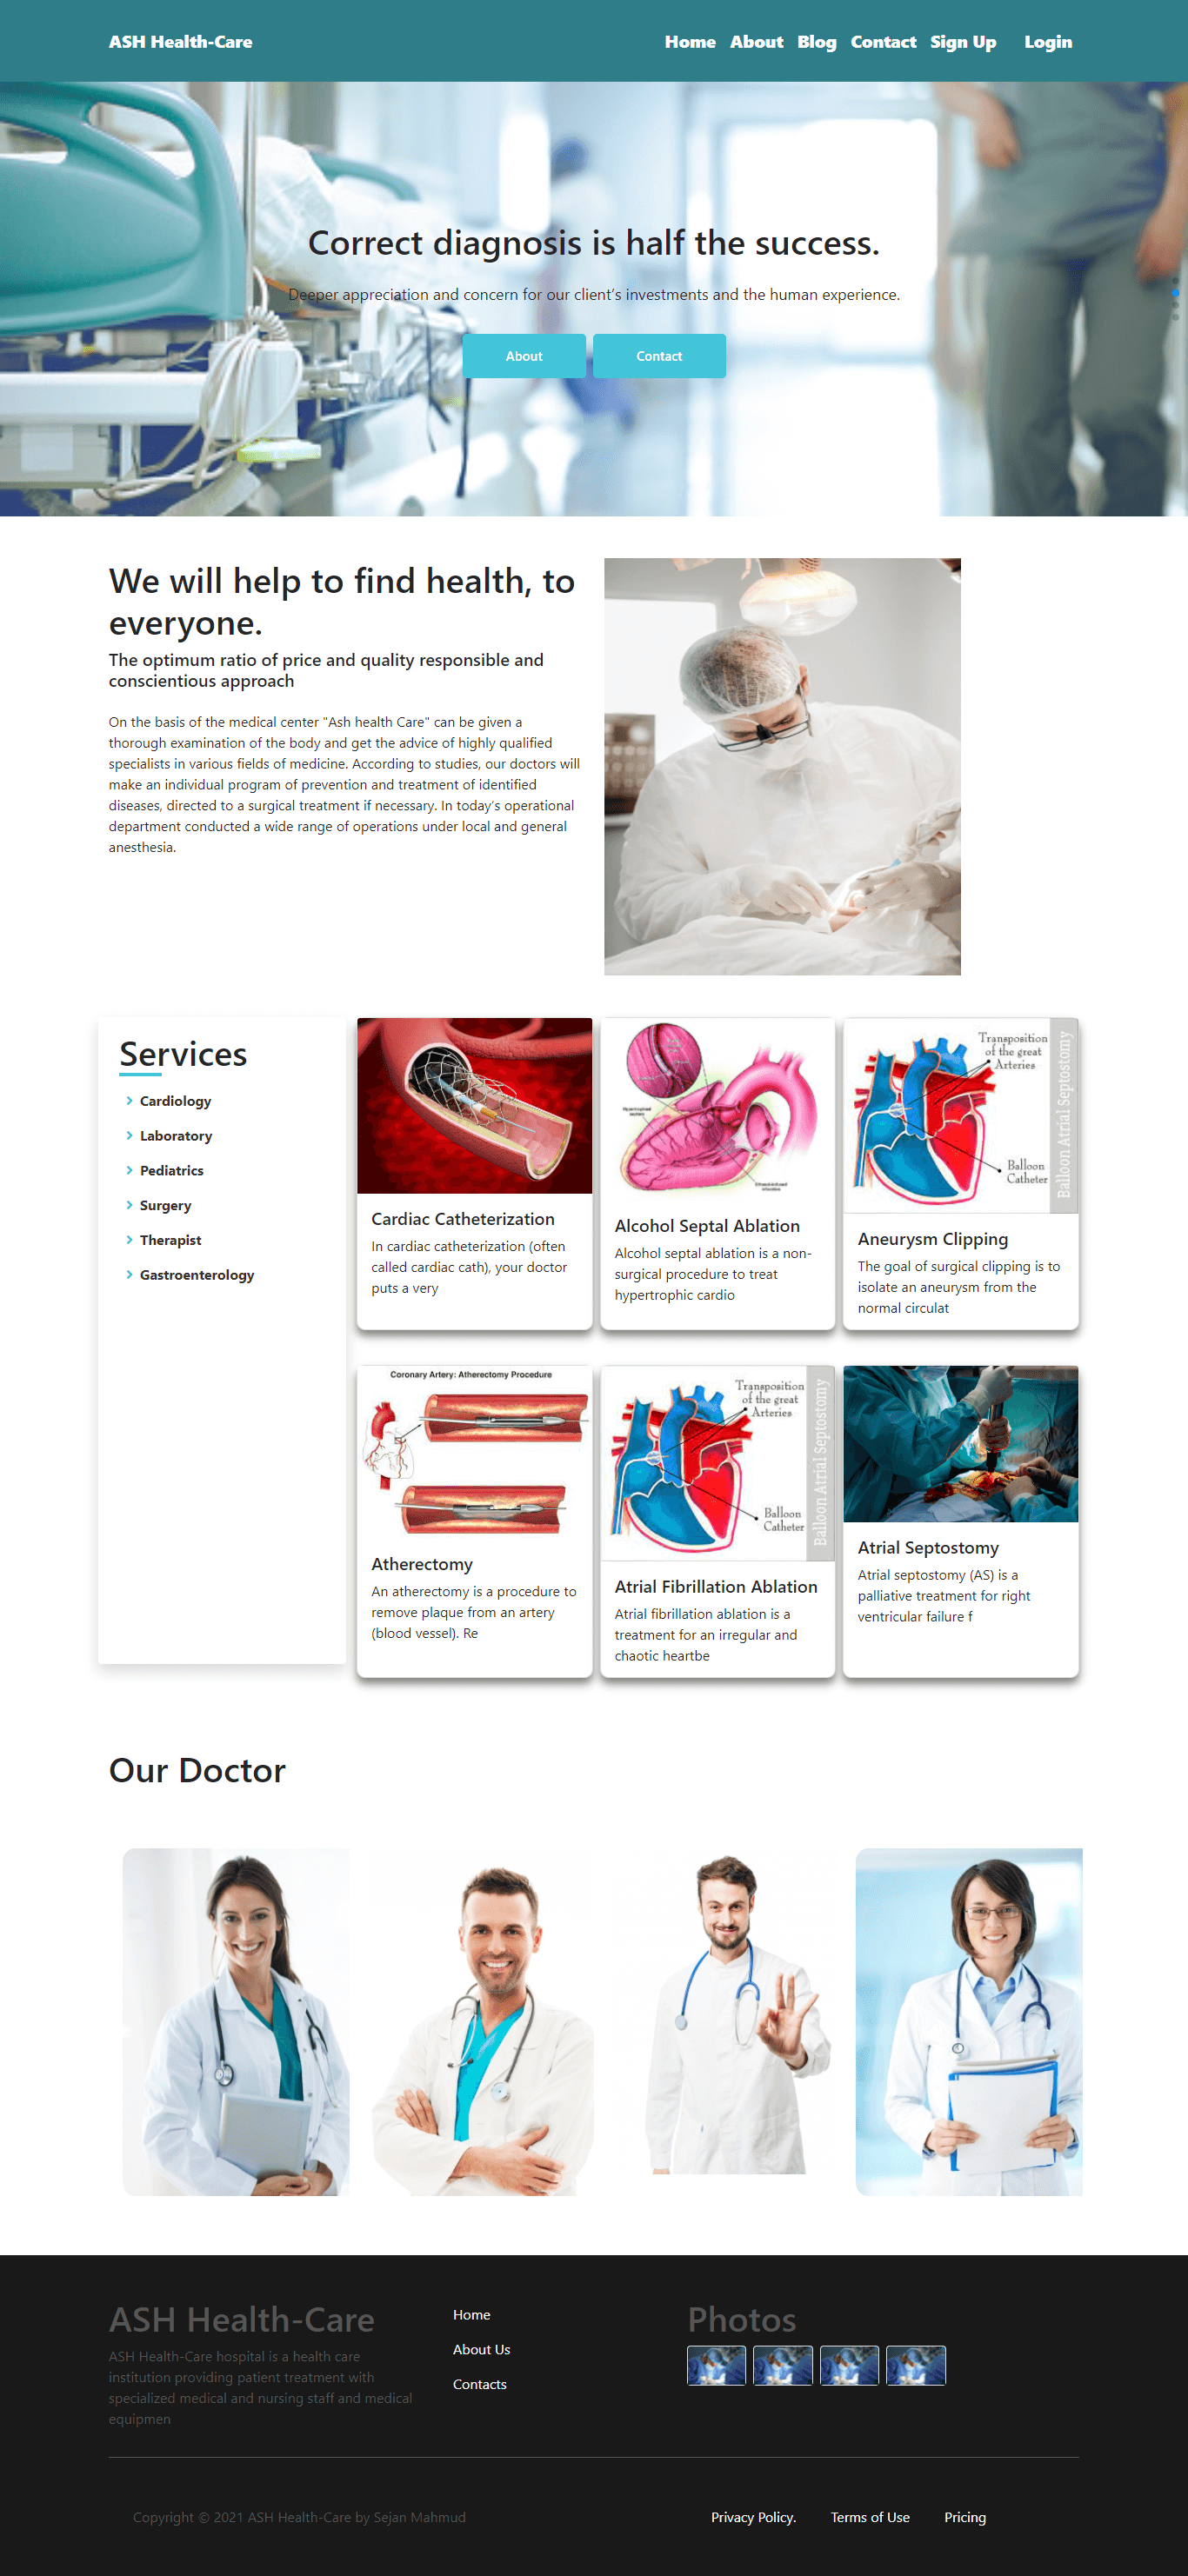 ASH Health-Care
Home About Blog Contact Sign Up Login
Correct diagnosis is half the success.
Deeper appreciation and concern for our client's investments and the human experience.
About Contact
We will help to find health, to
everyone.
The optimum ratio of price and quality responsible and
conscientious approach
On the basis of the medical center "Ash health Care" can be given a
thorough examination of the body and get the advice of highly qualified
specialists in various fields of medicine. According to studies, our doctors will
make an individual program of prevention and treatment of identified
diseases, directed to a surgical treatment if necessary. In today's operational
department conducted a wide range of operations under local and general
anesthesia.
Services
Cardiology
Laboratory
Pediatrics
Surgery
Therapist
Gastroenterology
Cardiac Catheterization
In cardiac catheterization (often
called cardiac cath), your doctor
puts a very
Alcohol Septal Ablation
Alcohol septal ablation is a non-
surgical procedure to treat
hypertrophic cardio
Transposition
of the great
Arteries
Balloon
Catheter
Balloon Atrial Septostomy
Aneurysm Clipping
The goal of surgical clipping is to
isolate an aneurysm from the
normal circulat
Coronary Artery: Atherectomy Procedure
Atherectomy
An atherectomy is a procedure to
remove plaque from an artery
(blood vessel). Re
Transposition
of the great
Arteries
Balloon
Catheter
Balloon Atrial Septostomy
Atrial Fibrillation Ablation
Atrial fibrillation ablation is a
treatment for an irregular and
chaotic heartbe
Atrial Septostomy
Atrial septostomy (AS) is a
palliative treatment for right
ventricular failure f
Our Doctor
ASH Health-Care
ASH Health-Care hospital is a health care
institution providing patient treatment with
specialized medical and nursing staff and medical
equipmen
Home
About Us
Contacts
Photos
Copyright © 2021 ASH Health-Care by Sejan Mahmud
Privacy Policy. Terms of Use Pricing